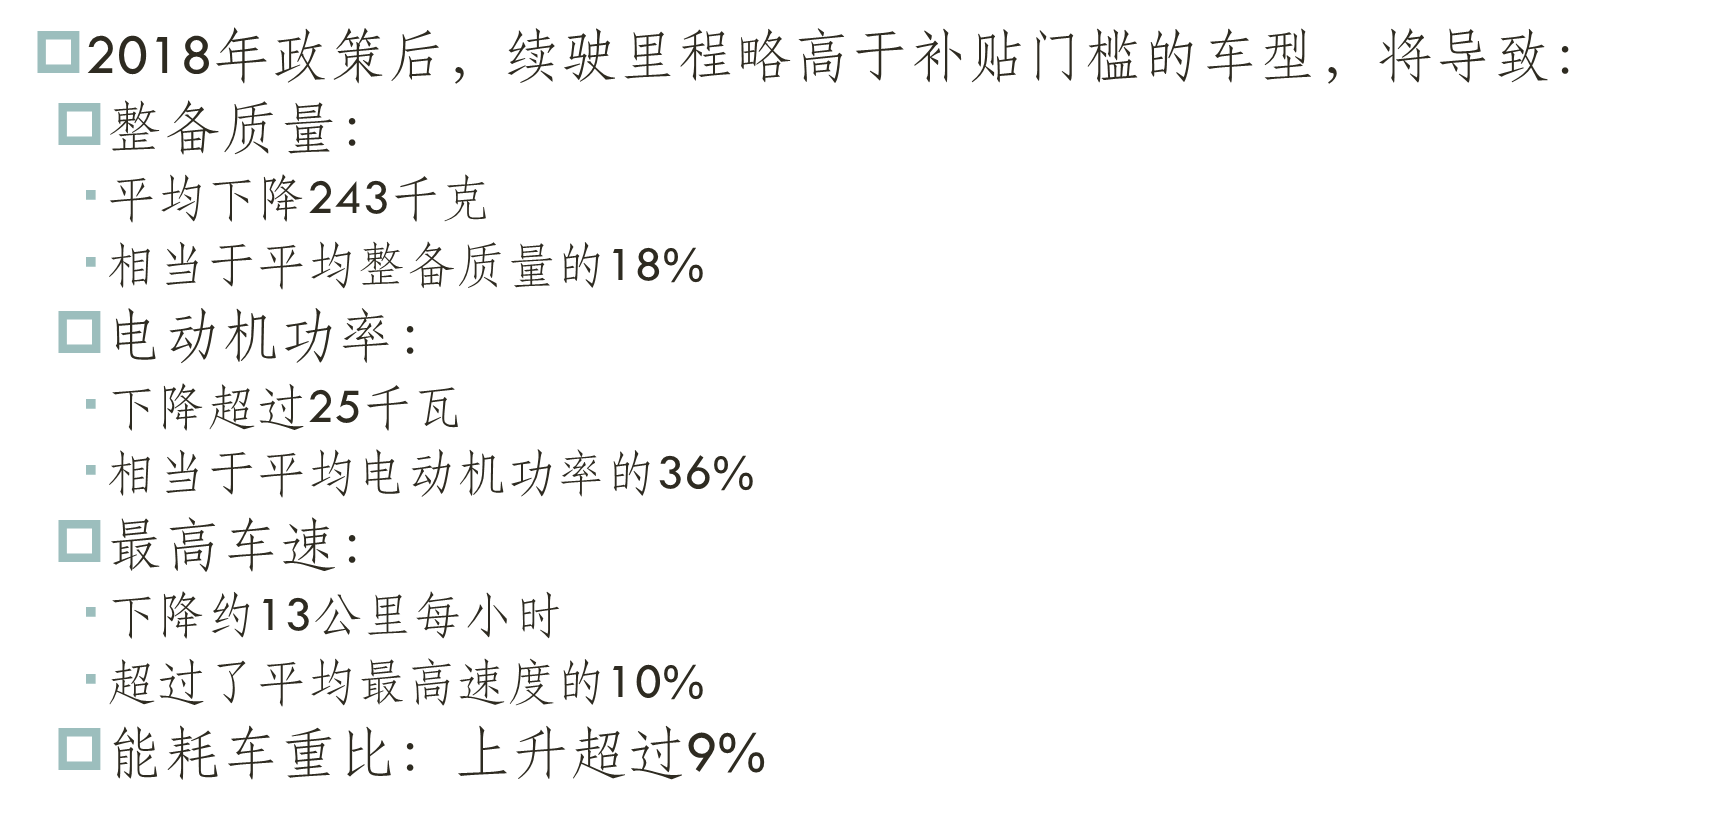 2018年政策后，续驶里程略高于补贴门槛的车型，将导致：
整备质量：
平均下降243千克
相当于平均整备质量的18%
电动机功率：
下降超过25千瓦
相当于平均电动机功率的36%
最高车速：
下降约13公里每小时
超过了平均最高速度的10%
能耗车重比：上升超过9%